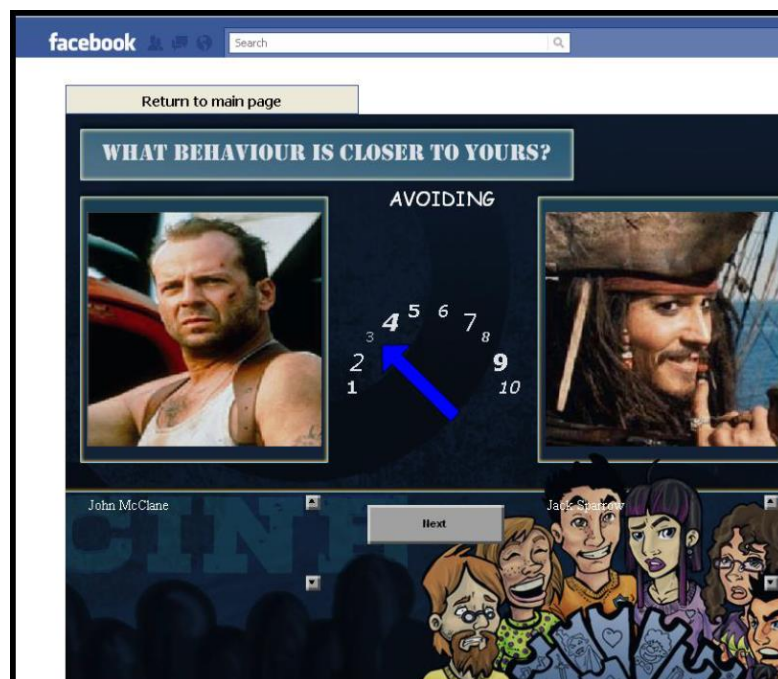 facebook Search
Return to main page
WHAT BEHAVIOUR IS CLOSER TO YOURS?
AVOIDING
1 2 3 4 5 6 7 8 9 10
John McClane
Jack Sparrow
Next
CINE